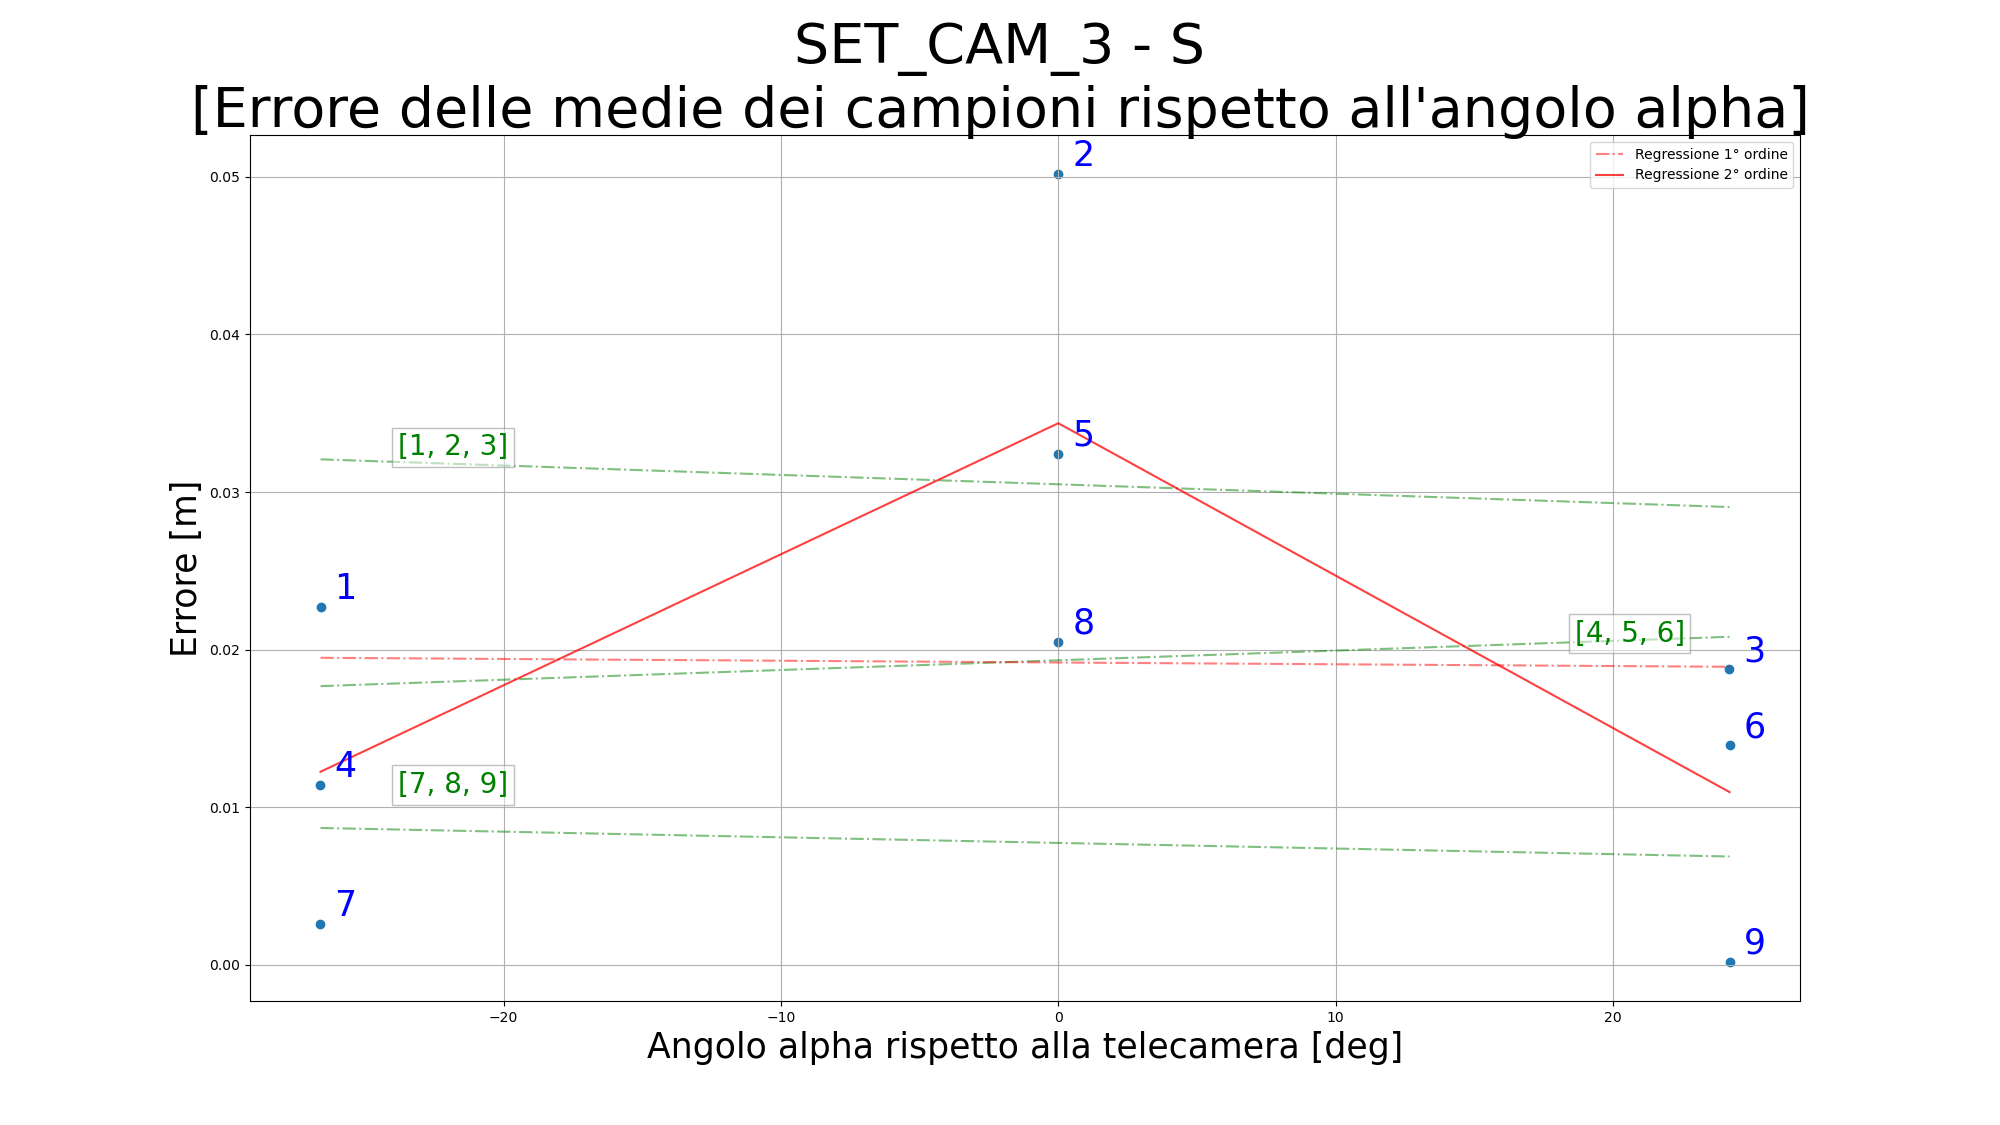 SET_CAM_3 - S
[Errore delle medie dei campioni rispetto all'angolo alpha]
Regressione 1° ordine
Regressione 2° ordine
0.05
0.04
0.03
0.02
0.01
0.00
Errore [m]
2
5
[1, 2, 3]
1
8
[4, 5, 6]
3
6
4
[7, 8, 9]
7
9
−20
−10
0
10
20
Angolo alpha rispetto alla telecamera [deg]